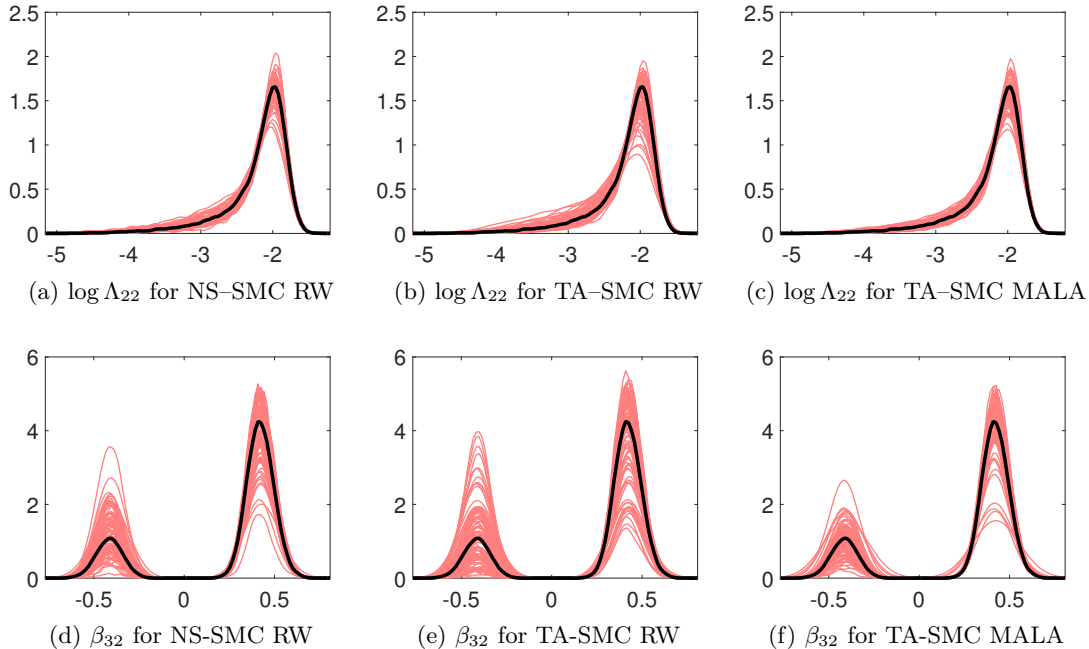 2.5 2.5 2.5
2 2 2
1.5 1.5 1.5
1 1 1
0.5 0.5 0.5
0 0 0
-5 -4 -3 -2 -5 -4 -3 -2 -5 -4 -3 -2
(a) log Λ₂₂ for NS–SMC RW (b) log Λ₂₂ for TA–SMC RW (c) log Λ₂₂ for TA–SMC MALA
6 6 6
4 4 4
2 2 2
0 0 0
-0.5 0 0.5 -0.5 0 0.5 -0.5 0 0.5
(d) β₃₂ for NS-SMC RW (e) β₃₂ for TA-SMC RW (f) β₃₂ for TA-SMC MALA